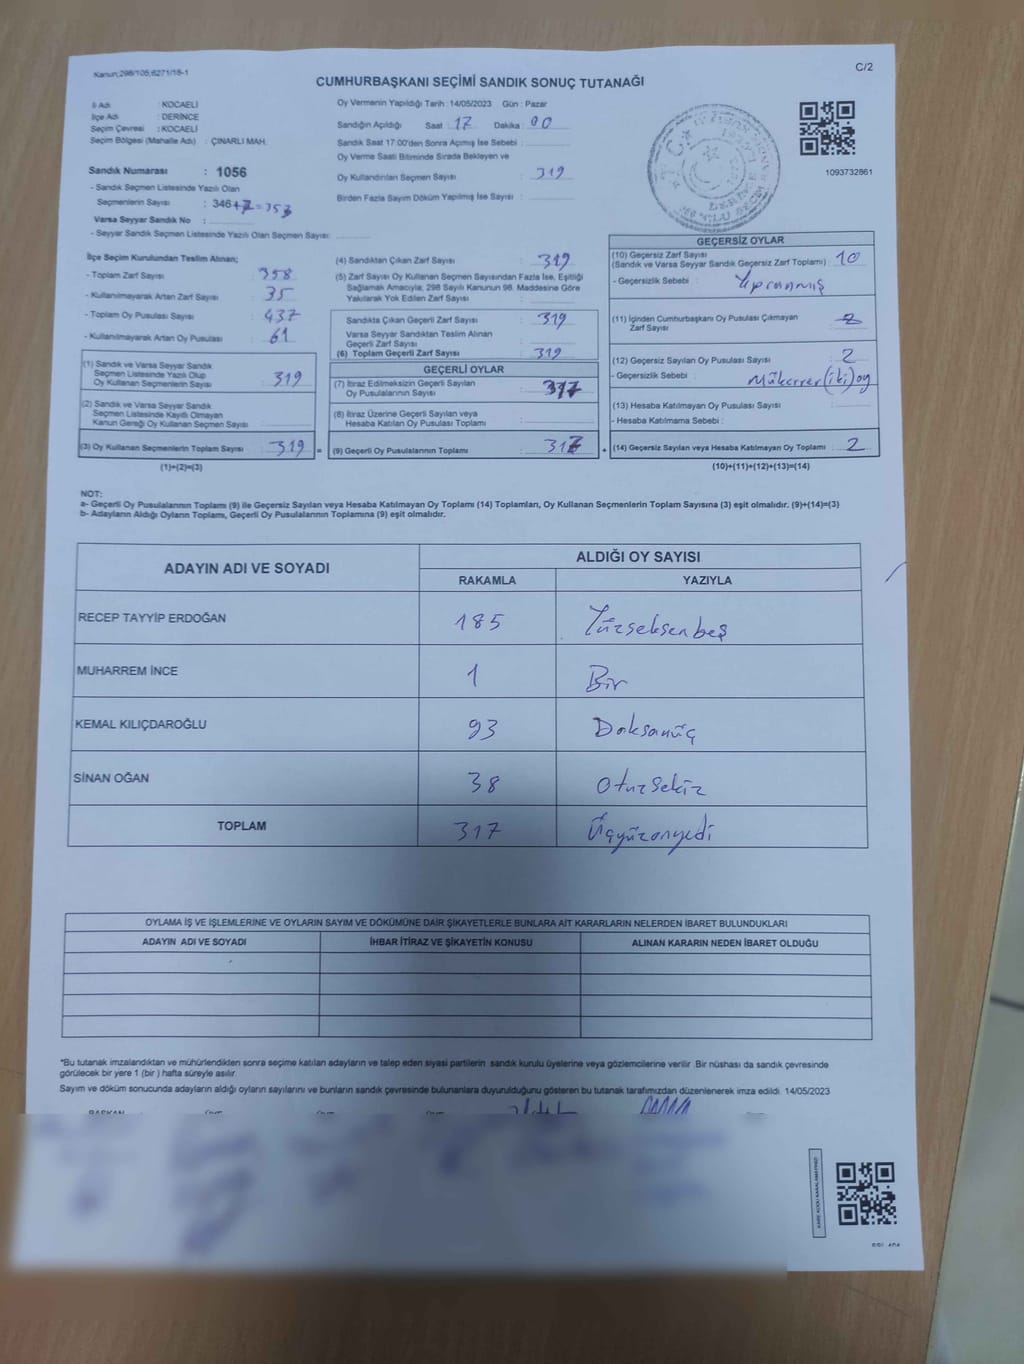 Kanun;298/105;6271/18-1
C/2
CUMHURBAŞKANI SEÇİMİ SANDIK SONUÇ TUTANAĞI
İl Adı : KOCAELİ
İlçe Adı : DERİNCE
Seçim Çevresi : KOCAELİ
Seçim Bölgesi (Mahalle Adı) : ÇINARLI MAH.
Sandık Numarası : 1056
- Sandık Seçmen Listesinde Yazılı Olan
Seçmenlerin Sayısı : 346+7=353
Varsa Seyyar Sandık No :
- Seyyar Sandık Seçmen Listesinde Yazılı Olan Seçmen Sayısı:
Oy Vermenin Yapıldığı Tarih : 14/05/2023 Gün : Pazar
Sandığın Açıldığı Saat : 17 Dakika : 00
Sandık Saat 17:00'den Sonra Açımış İse Sebebi :
Oy Verme Saati Bitiminde Sırada Bekleyen ve
Oy Kullandırılan Seçmen Sayısı : 319
Birden Fazla Sayım Döküm Yapılmış İse Sayısı :
1093732861
İlçe Seçim Kurulundan Teslim Alınan;
- Toplam Zarf Sayısı : 358
- Kullanılmayarak Artan Zarf Sayısı : 35
- Toplam Oy Pusulası Sayısı : 437
- Kullanılmayarak Artan Oy Pusulası : 61
(1) Sandık ve Varsa Seyyar Sandık
Seçmen Listesinde Yazılı Olup
Oy Kullanan Seçmenlerin Sayısı : 319
(2) Sandık ve Varsa Seyyar Sandık
Seçmen Listesinde Kayıtlı Olmayan
Kanun Gereği Oy Kullanan Seçmen Sayısı :
(3) Oy Kullanan Seçmenlerin Toplam Sayısı : 319
(1)+(2)=(3)
(4) Sandıktan Çıkan Zarf Sayısı : 319
(5) Zarf Sayısı Oy Kullanan Seçmen Sayısından Fazla İse, Eşitliği
Sağlamak Amacıyla; 298 Sayılı Kanunun 98. Maddesine Göre
Yakılarak Yok Edilen Zarf Sayısı :
Sandıkta Çıkan Geçerli Zarf Sayısı : 319
Varsa Seyyar Sandıktan Teslim Alınan
Geçerli Zarf Sayısı :
(6) Toplam Geçerli Zarf Sayısı : 319
GEÇERLİ OYLAR
(7) İtiraz Edilmeksizin Geçerli Sayılan
Oy Pusulalarının Sayısı : 317
(8) İtiraz Üzerine Geçerli Sayılan veya
Hesaba Katılan Oy Pusulası Toplamı :
(9) Geçerli Oy Pusulalarının Toplamı : 317
GEÇERSİZ OYLAR
(10) Geçersiz Zarf Sayısı
(Sandık ve Varsa Seyyar Sandık Geçersiz Zarf Toplamı) : 10
- Geçersizlik Sebebi : Yıpranmış
(11) İçinden Cumhurbaşkanı Oy Pusulası Çıkmayan
Zarf Sayısı : 2
(12) Geçersiz Sayılan Oy Pusulası Sayısı : 2
- Geçersizlik Sebebi : Mükerrer (iki) oy
(13) Hesaba Katılmayan Oy Pusulası Sayısı :
- Hesaba Katılmama Sebebi :
(14) Geçersiz Sayılan veya Hesaba Katılmayan Oy Toplamı : 2
(10)+(11)+(12)+(13)=(14)
NOT:
a- Geçerli Oy Pusulalarının Toplamı (9) ile Geçersiz Sayılan veya Hesaba Katılmayan Oy Toplamı (14) Toplamları, Oy Kullanan Seçmenlerin Toplam Sayısına (3) eşit olmalıdır. (9)+(14)=(3)
b- Adayların Aldığı Oyların Toplamı, Geçerli Oy Pusulalarının Toplamına (9) eşit olmalıdır.
ADAYIN ADI VE SOYADI
ALDIĞI OY SAYISI
RAKAMLA YAZIYLA
RECEP TAYYİP ERDOĞAN 185 Yüzseksenbeş
MUHARREM İNCE 1 Bir
KEMAL KILIÇDAROĞLU 93 Doksanüç
SİNAN OĞAN 38 Otuzsekiz
TOPLAM 317 Üçyüzonyedi
OYLAMA İŞ VE İŞLEMLERİNE VE OYLARIN SAYIM VE DÖKÜMÜNE DAİR ŞİKAYETLERLE BUNLARA AİT KARARLARIN NELERDEN İBARET BULUNDUKLARI
ADAYIN ADI VE SOYADI İHBAR İTİRAZ VE ŞİKAYETİN KONUSU ALINAN KARARIN NEDEN İBARET OLDUĞU
*Bu tutanak imzalandıktan ve mühürlendikten sonra seçime katılan adayların ve talep eden siyasi partilerin sandık kurulu üyelerine veya gözlemcilerine verilir. Bir nüshası da sandık çevresinde
görülecek bir yere 1 (bir) hafta süreyle asılır.
Sayım ve döküm sonucunda adayların aldığı oyların sayılarını ve bunların sandık çevresinde bulunanlara duyurulduğunu gösteren bu tutanak tarafımızdan düzenlenerek imza edildi. 14/05/2023
BAŞKAN